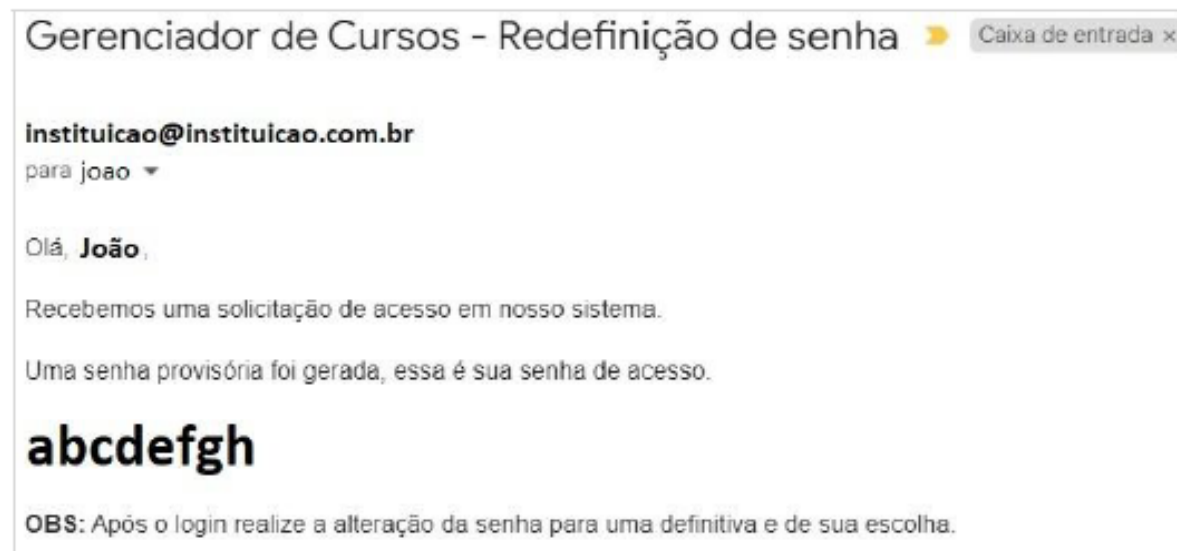 Gerenciador de Cursos - Redefinição de senha Caixa de entrada ×
instituicao@instituicao.com.br
para joao
Olá, João,
Recebemos uma solicitação de acesso em nosso sistema.
Uma senha provisória foi gerada, essa é sua senha de acesso.
abcdefgh
OBS: Após o login realize a alteração da senha para uma definitiva e de sua escolha.